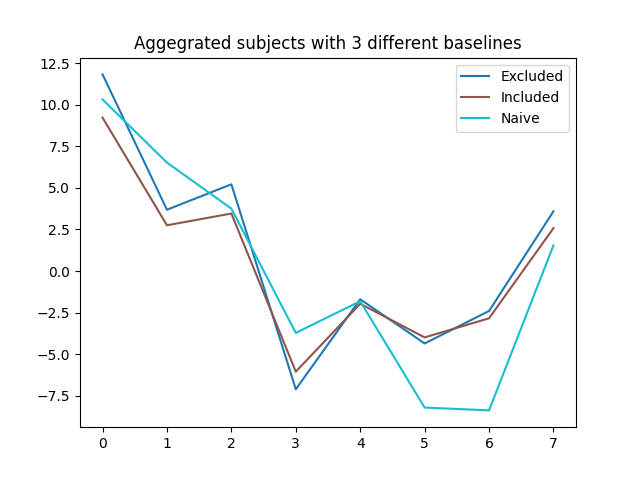 Aggegrated subjects with 3 different baselines
12.5
10.0
7.5
5.0
2.5
0.0
−2.5
−5.0
−7.5
Excluded
Included
Naive
0 1 2 3 4 5 6 7